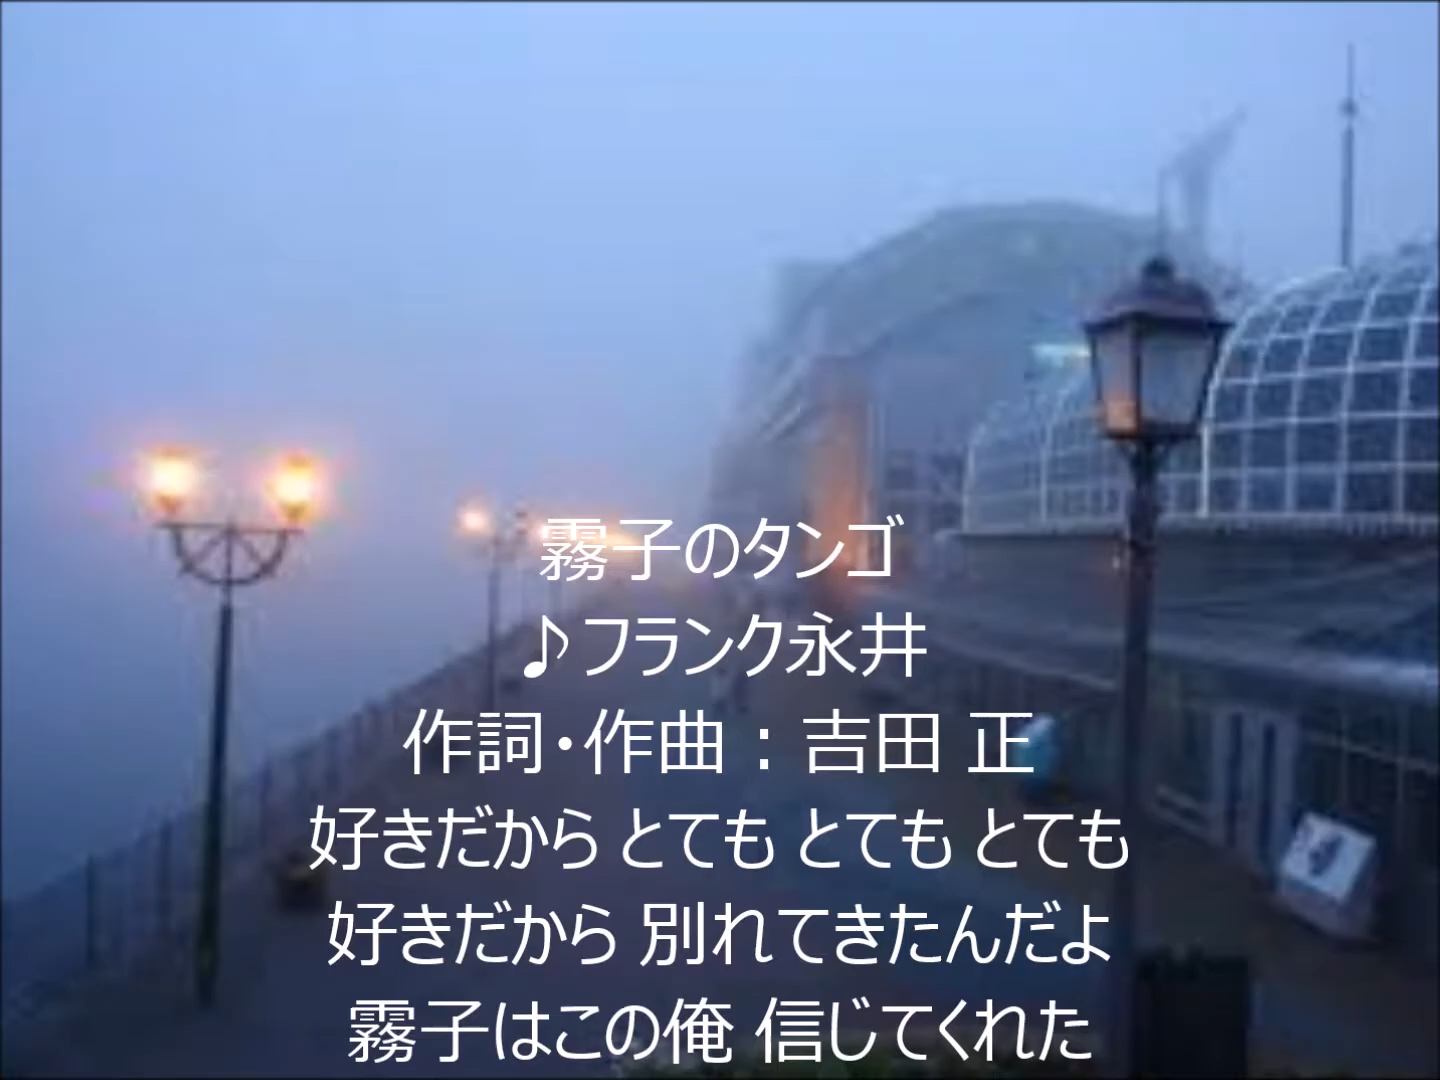 霧子のタンゴ
♪フランク永井
作詞・作曲：吉田 正
好きだから とても とても とても
好きだから 別れてきたんだよ
霧子はこの俺 信じてくれた